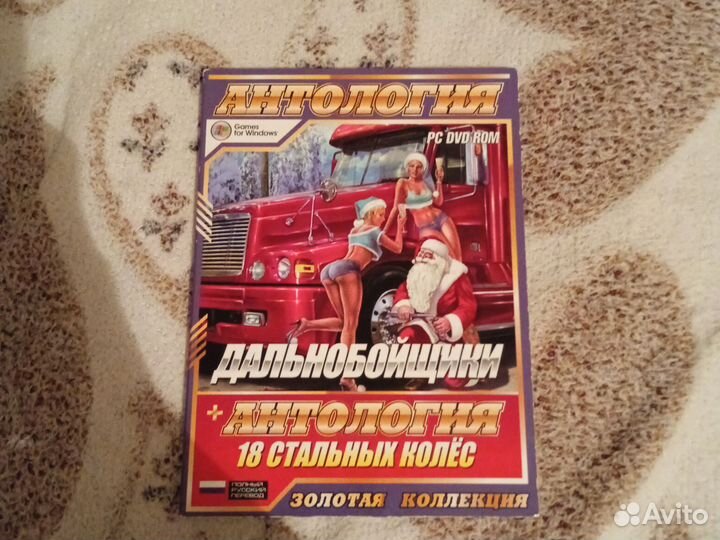 АНТОЛОГИЯ
Games
for Windows
PC DVD ROM
ДАЛЬНОБОЙЩИКИ
+АНТОЛОГИЯ
18 СТАЛЬНЫХ КОЛЁС
ПОЛНЫЙ
РУССКИЙ
ПЕРЕВОД
ЗОЛОТАЯ КОЛЛЕКЦИЯ
Avito